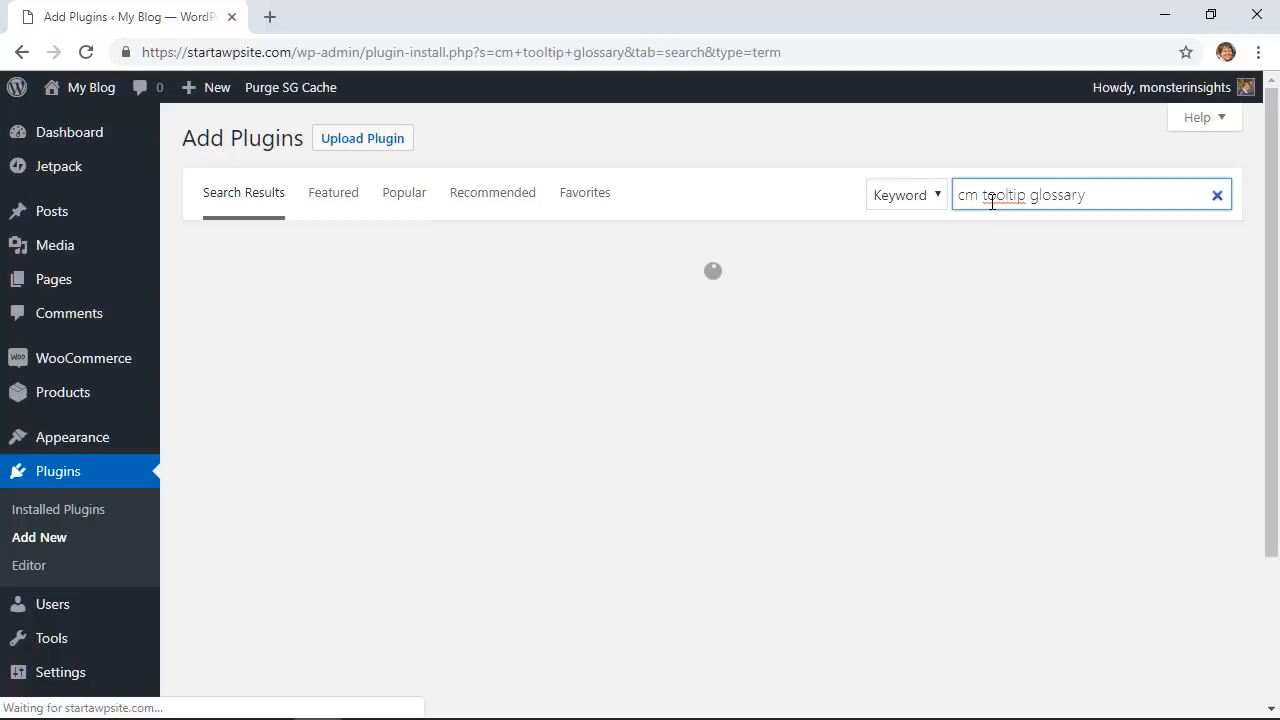 Add Plugins ‹ My Blog — WordP
https://startawpsite.com/wp-admin/plugin-install.php?s=cm+tooltip+glossary&tab=search&type=term
My Blog 0 New Purge SG Cache Howdy, monsterinsights
Help
Add Plugins Upload Plugin
Search Results Featured Popular Recommended Favorites Keyword cm tooltip glossary
Dashboard
Jetpack
Posts
Media
Pages
Comments
Woo WooCommerce
Products
Appearance
Plugins
Installed Plugins
Add New
Editor
Users
Tools
Settings
Waiting for startawpsite.com...